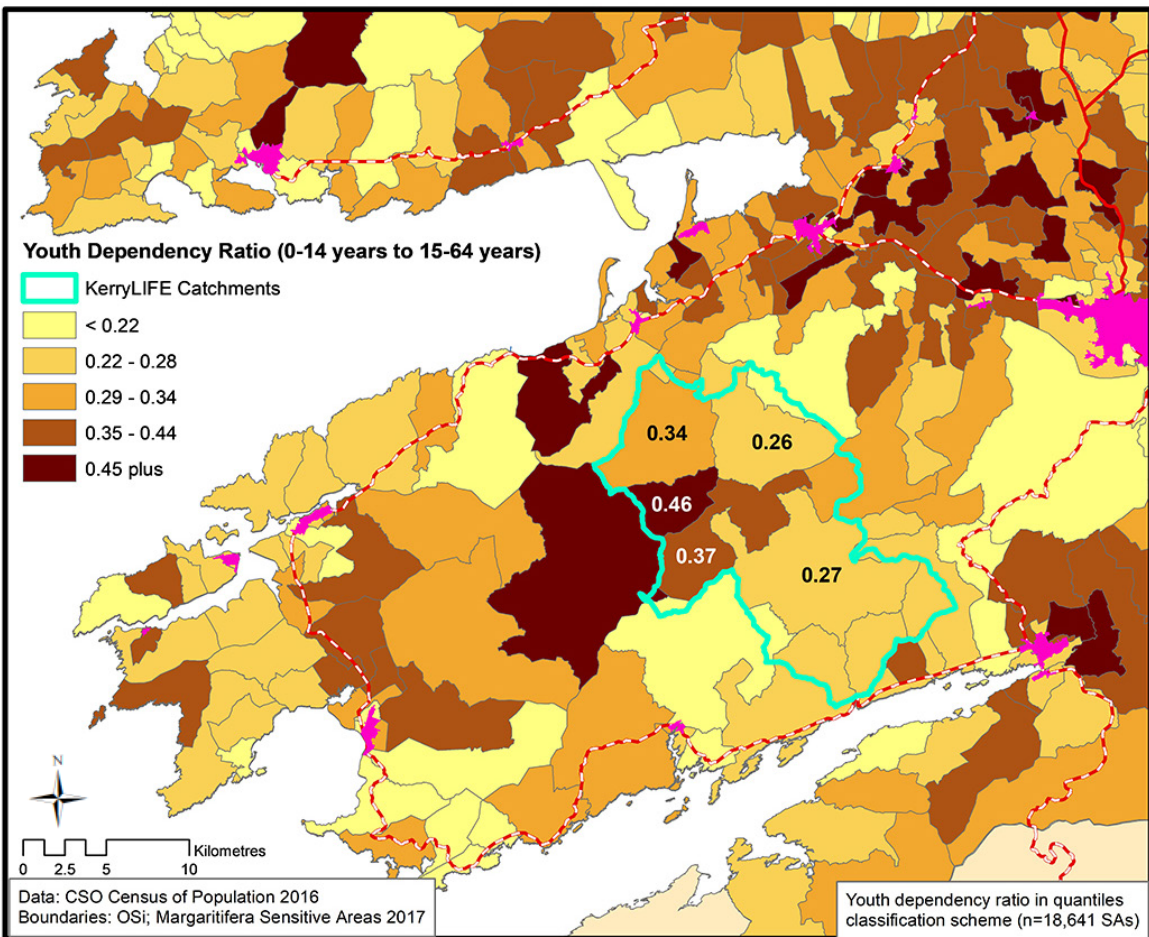 Youth Dependency Ratio (0-14 years to 15-64 years)
KerryLIFE Catchments
< 0.22
0.22 - 0.28
0.29 - 0.34
0.35 - 0.44
0.45 plus
0.34
0.26
0.46
0.37
0.27
N
0 2.5 5 10 Kilometres
Data: CSO Census of Population 2016
Boundaries: OSi; Margaritifera Sensitive Areas 2017
Youth dependency ratio in quantiles
classification scheme (n=18,641 SAs)